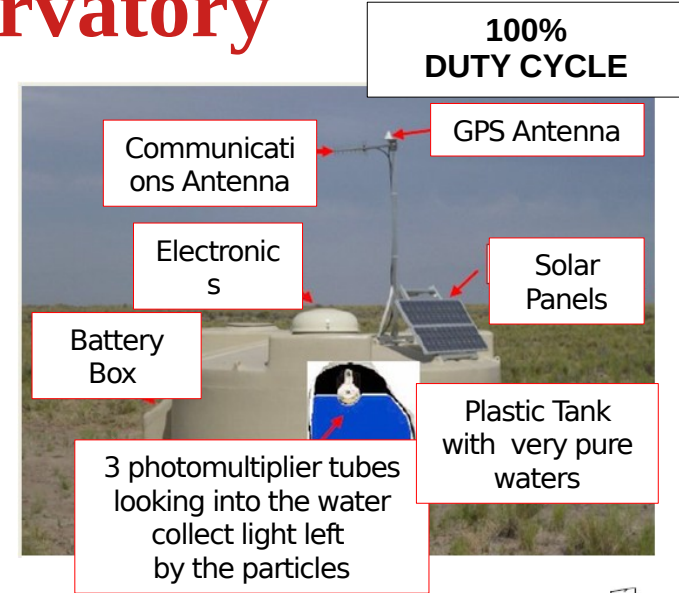 rvatory
100%
DUTY CYCLE
GPS Antenna
Communicati
ons Antenna
Electronic
s
Solar
Panels
Battery
Box
Plastic Tank
with very pure
waters
3 photomultiplier tubes
looking into the water
collect light left
by the particles